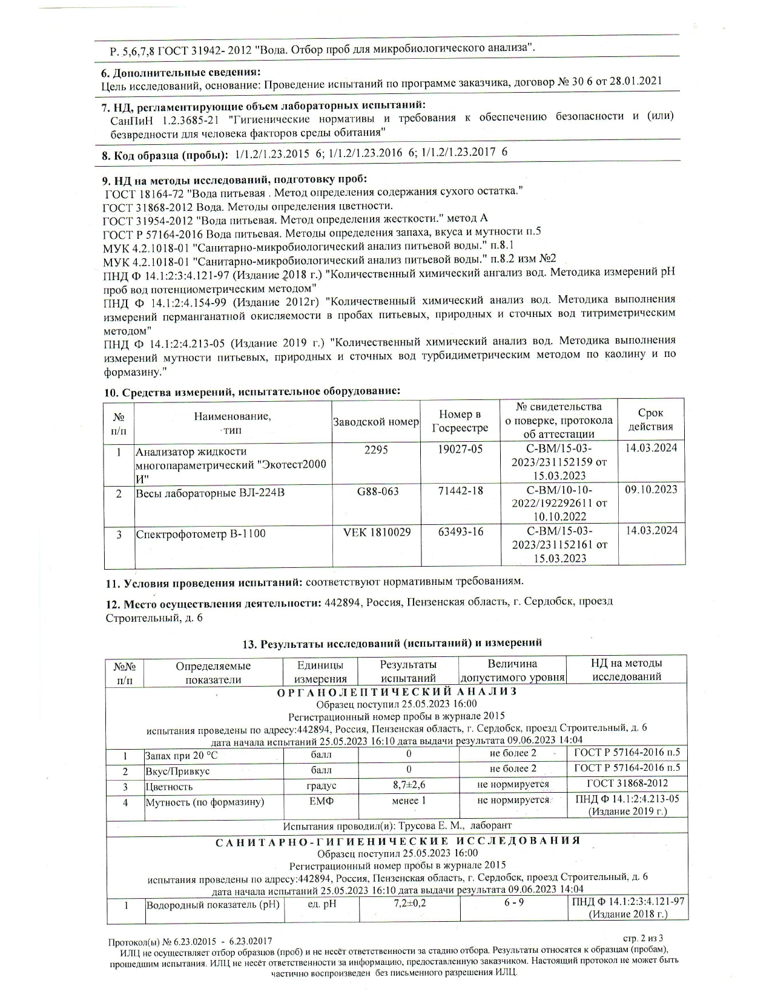 Р. 5,6,7,8 ГОСТ 31942- 2012 "Вода. Отбор проб для микробиологического анализа".
6. Дополнительные сведения:
Цель исследований, основание: Проведение испытаний по программе заказчика, договор № 30 6 от 28.01.2021
7. НД, регламентирующие объем лабораторных испытаний:
СанПиН 1.2.3685-21 "Гигиенические нормативы и требования к обеспечению безопасности и (или)
безвредности для человека факторов среды обитания"
8. Код образца (пробы): 1/1.2/1.23.2015 6; 1/1.2/1.23.2016 6; 1/1.2/1.23.2017 6
9. НД на методы исследований, подготовку проб:
ГОСТ 18164-72 "Вода питьевая . Метод определения содержания сухого остатка."
ГОСТ 31868-2012 Вода. Методы определения цветности.
ГОСТ 31954-2012 "Вода питьевая. Метод определения жесткости." метод А
ГОСТ Р 57164-2016 Вода питьевая. Методы определения запаха, вкуса и мутности п.5
МУК 4.2.1018-01 "Санитарно-микробиологический анализ питьевой воды." п.8.1
МУК 4.2.1018-01 "Санитарно-микробиологический анализ питьевой воды." п.8.2 изм №2
ПНД Ф 14.1:2:3:4.121-97 (Издание 2018 г.) "Количественный химический ангализ вод. Методика измерений рН
проб вод потенциометрическим методом"
ПНД Ф 14.1:2:4.154-99 (Издание 2012г) "Количественный химический анализ вод. Методика выполнения
измерений перманганатной окисляемости в пробах питьевых, природных и сточных вод титриметрическим
методом"
ПНД Ф 14.1:2:4.213-05 (Издание 2019 г.) "Количественный химический анализ вод. Методика выполнения
измерений мутности питьевых, природных и сточных вод турбидиметрическим методом по каолину и по
формазину."
10. Средства измерений, испытательное оборудование:
№ п/п Наименование, тип Заводской номер Номер в Госреестре № свидетельства о поверке, протокола об аттестации Срок действия
1 Анализатор жидкости многопараметрический "Экотест2000 И" 2295 19027-05 С-ВМ/15-03-2023/231152159 от 15.03.2023 14.03.2024
2 Весы лабораторные ВЛ-224В G88-063 71442-18 С-ВМ/10-10-2022/192292611 от 10.10.2022 09.10.2023
3 Спектрофотометр В-1100 VEK 1810029 63493-16 С-ВМ/15-03-2023/231152161 от 15.03.2023 14.03.2024
11. Условия проведения испытаний: соответствуют нормативным требованиям.
12. Место осуществления деятельности: 442894, Россия, Пензенская область, г. Сердобск, проезд
Строительный, д. 6
13. Результаты исследований (испытаний) и измерений
№№ п/п Определяемые показатели Единицы измерения Результаты испытаний Величина допустимого уровня НД на методы исследований
ОРГАНОЛЕПТИЧЕСКИЙ АНАЛИЗ
Образец поступил 25.05.2023 16:00
Регистрационный номер пробы в журнале 2015
испытания проведены по адресу:442894, Россия, Пензенская область, г. Сердобск, проезд Строительный, д. 6
дата начала испытаний 25.05.2023 16:10 дата выдачи результата 09.06.2023 14:04
1 Запах при 20 °С балл 0 не более 2 ГОСТ Р 57164-2016 п.5
2 Вкус/Привкус балл 0 не более 2 ГОСТ Р 57164-2016 п.5
3 Цветность градус 8,7±2,6 не нормируется ГОСТ 31868-2012
4 Мутность (по формазину) ЕМФ менее 1 не нормируется ПНД Ф 14.1:2:4.213-05 (Издание 2019 г.)
Испытания проводил(и): Трусова Е. М., лаборант
САНИТАРНО-ГИГИЕНИЧЕСКИЕ ИССЛЕДОВАНИЯ
Образец поступил 25.05.2023 16:00
Регистрационный номер пробы в журнале 2015
испытания проведены по адресу:442894, Россия, Пензенская область, г. Сердобск, проезд Строительный, д. 6
дата начала испытаний 25.05.2023 16:10 дата выдачи результата 09.06.2023 14:04
1 Водородный показатель (рН) ед. рН 7,2±0,2 6 - 9 ПНД Ф 14.1:2:3:4.121-97 (Издание 2018 г.)
Протокол(ы) № 6.23.02015 - 6.23.02017 стр. 2 из 3
ИЛЦ не осуществляет отбор образцов (проб) и не несёт ответственности за стадию отбора. Результаты относятся к образцам (пробам),
прошедшим испытания. ИЛЦ не несёт ответственности за информацию, предоставленную заказчиком. Настоящий протокол не может быть
частично воспроизведен без письменного разрешения ИЛЦ.